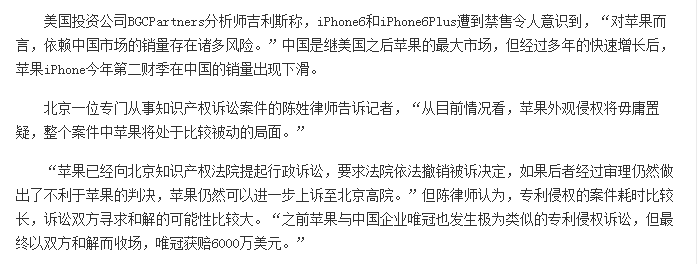 美国投资公司BGCPartners分析师吉利斯称，iPhone6和iPhone6Plus遭到禁售令人意识到，“对苹果而
言，依赖中国市场的销量存在诸多风险。”中国是继美国之后苹果的最大市场，但经过多年的快速增长后，
苹果iPhone今年第二财季在中国的销量出现下滑。
北京一位专门从事知识产权诉讼案件的陈姓律师告诉记者，“从目前情况看，苹果外观侵权将毋庸置
疑，整个案件中苹果将处于比较被动的局面。”
“苹果已经向北京知识产权法院提起行政诉讼，要求法院依法撤销被诉决定，如果后者经过审理仍然做
出了不利于苹果的判决，苹果仍然可以进一步上诉至北京高院。”但陈律师认为，专利侵权的案件耗时比较
长，诉讼双方寻求和解的可能性比较大。“之前苹果与中国企业唯冠也发生极为类似的专利侵权诉讼，但最
终以双方和解而收场，唯冠获赔6000万美元。”